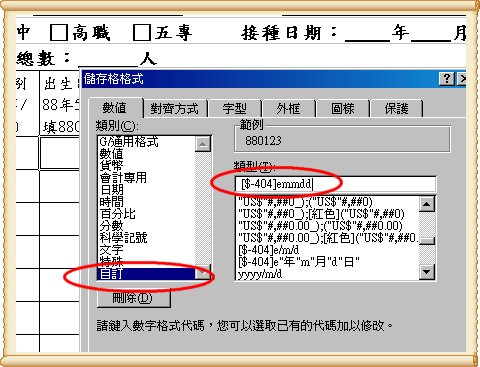 中 □高職 □五專 接種日期：____年____月
總數：______人
例 出生
88年
填880
儲存格格式
數值 對齊方式 字型 外框 圖樣 保護
類別(C):
G/通用格式
數值
貨幣
會計專用
日期
時間
百分比
分數
科學記號
文字
特殊
自訂
範例
880123
類型(T):
[$-404]emmdd
"US$"#,##0_);("US$"#,##0)
"US$"#,##0_);[紅色]("US$"#,##0)
"US$"#,##0.00_);("US$"#,##0.00)
"US$"#,##0.00_);[紅色]("US$"#,##0.
[$-404]e/m/d
[$-404]e"年"m"月"d"日"
yyyy/m/d
刪除(D)
請鍵入數字格式代碼，您可以選取已有的代碼加以修改。